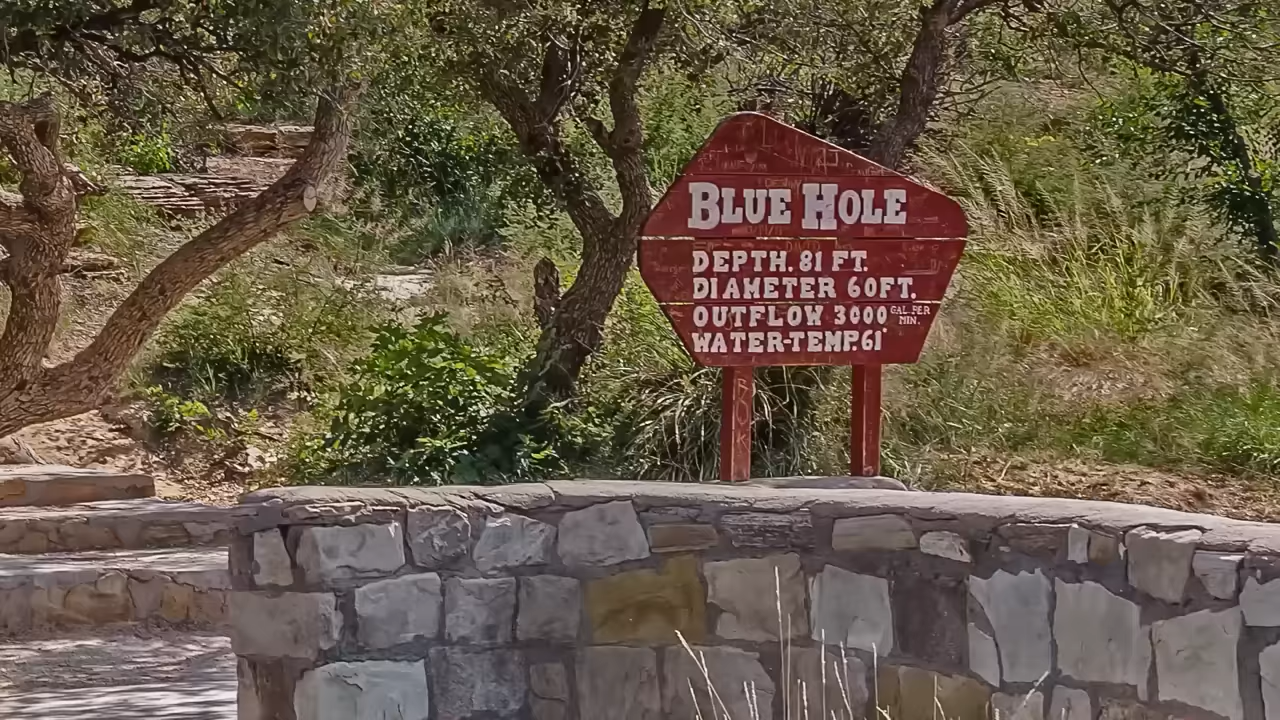 BLUE HOLE
DEPTH. 81 FT.
DIAMETER 60FT.
OUTFLOW 3000 GAL. PER MIN.
WATER-TEMP.61°